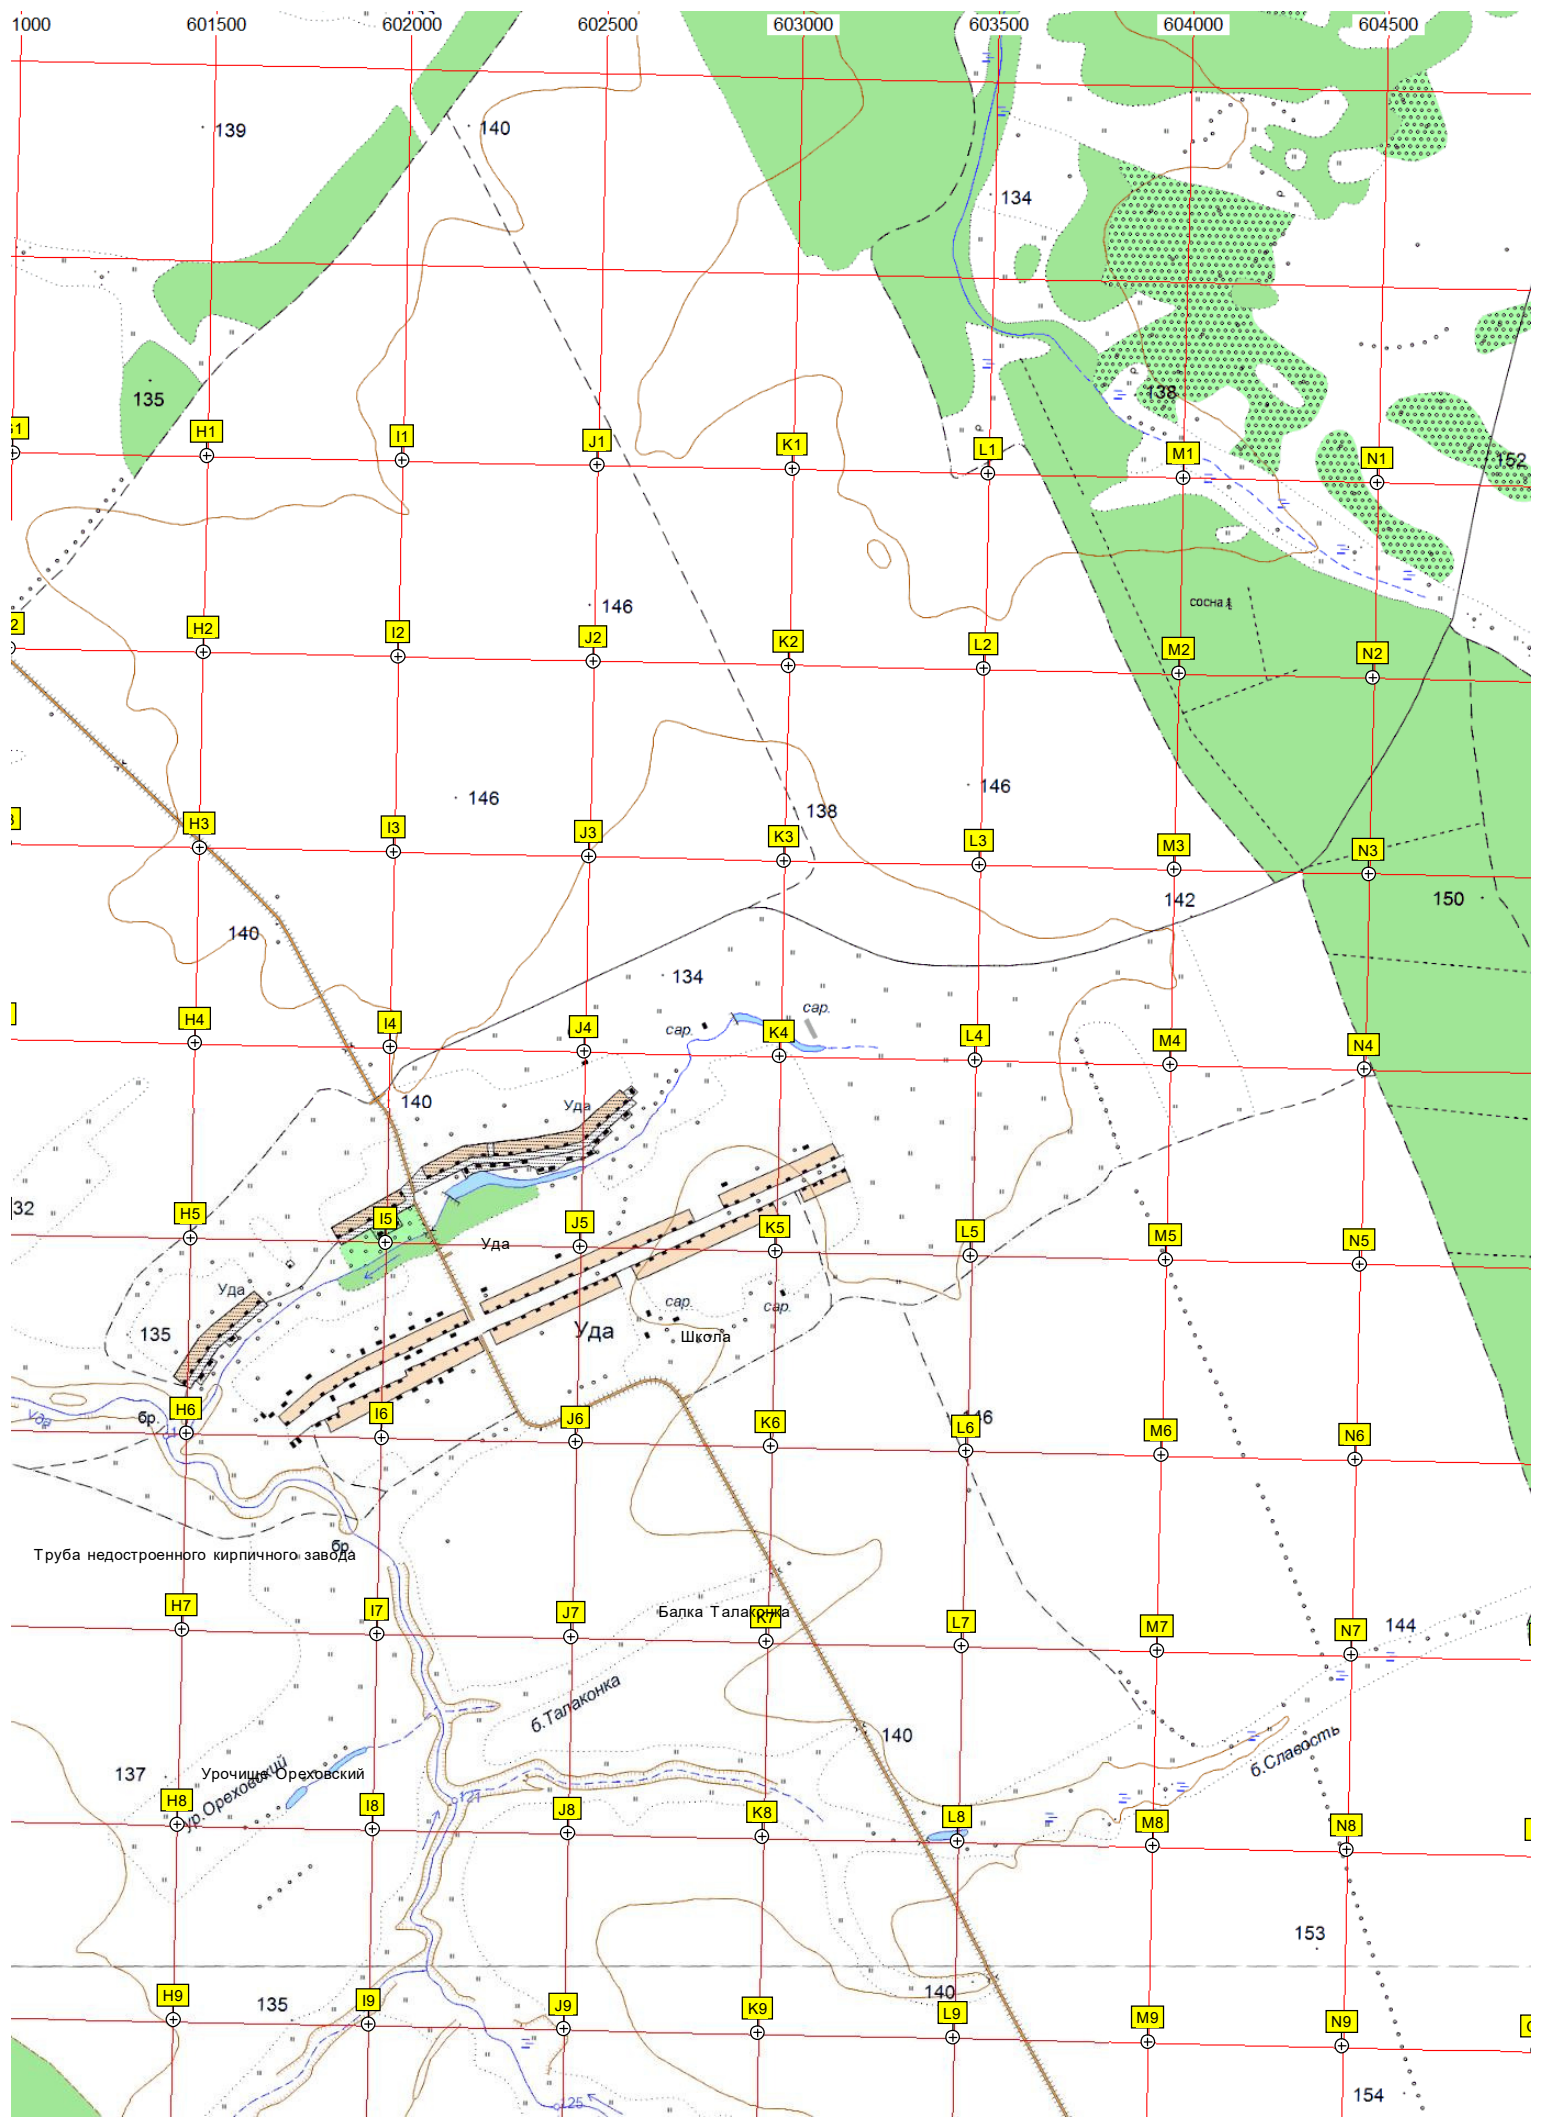 1000 601500 602000 602500 603000 603500 604000 604500
139
140
134
135
138
H1 I1 J1 K1 L1 M1 N1
152
146
сосна
H2 I2 J2 K2 L2 M2 N2
146
138
146
H3 I3 J3 K3 L3 M3 N3
140
142
150
134
сар.
сар.
H4 I4 J4 K4 L4 M4 N4
140
Уда
32
H5 I5 J5 K5 L5 M5 N5
Уда
Уда
сар.
сар.
135
Уда
Школа
Уда
бр.
H6 I6 J6 K6 L6 M6 N6
бр.
Труба недостроенного кирпичного завода
H7 I7 J7 K7 L7 M7 N7
Балка Талаконка
144
б.Талаконка
140
б.Славость
137
Урочище Ореховский
ур.Ореховский
121
H8 I8 J8 K8 L8 M8 N8
153
140
135
H9 I9 J9 K9 L9 M9 N9
154
125